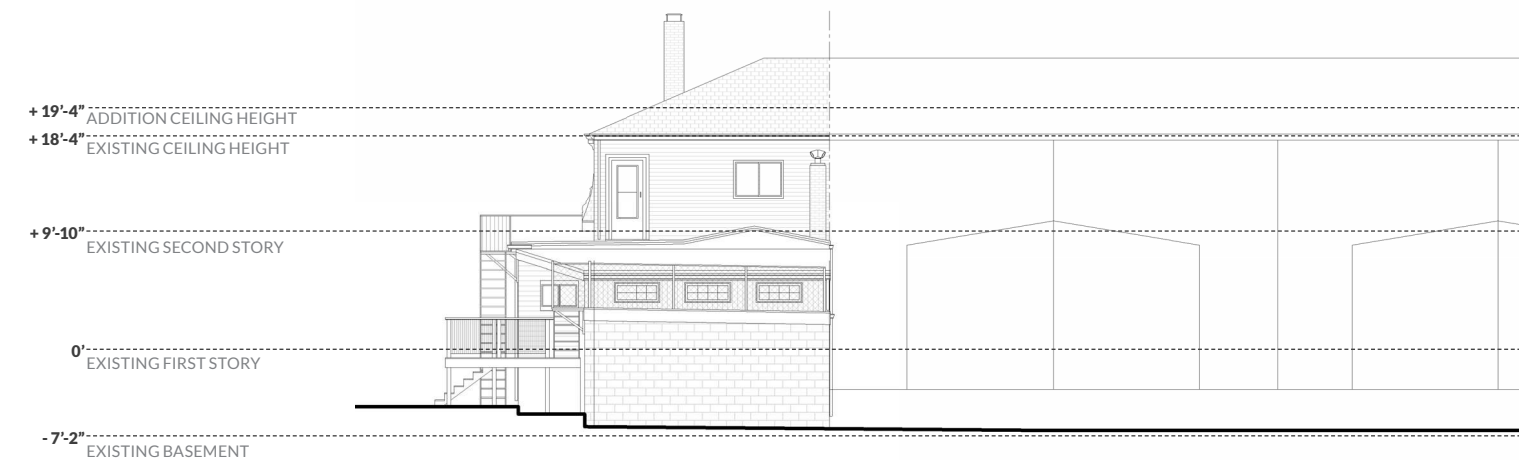 + 19’-4”
ADDITION CEILING HEIGHT
+ 18’-4”
EXISTING CEILING HEIGHT
+ 9’-10”
EXISTING SECOND STORY
0’
EXISTING FIRST STORY
- 7’-2”
EXISTING BASEMENT